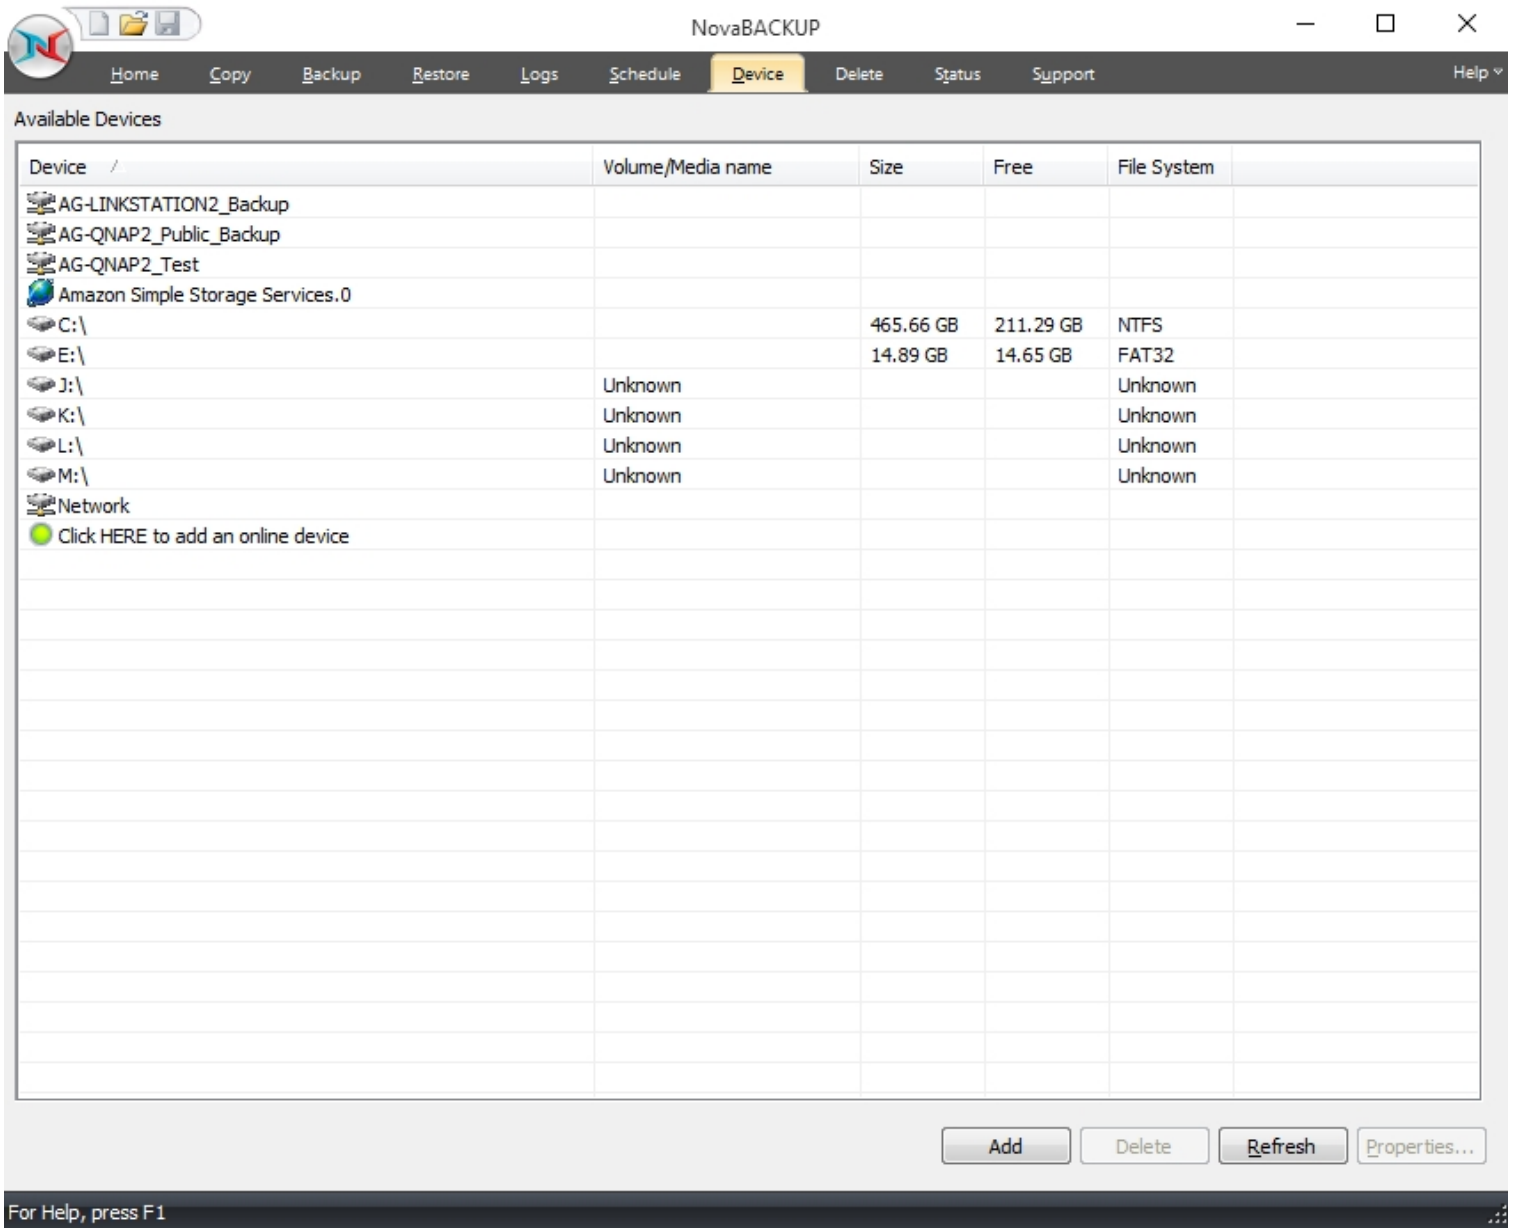 NovaBACKUP
Home Copy Backup Restore Logs Schedule Device Delete Status Support Help
Available Devices
Device Volume/Media name Size Free File System
AG-LINKSTATION2_Backup
AG-QNAP2_Public_Backup
AG-QNAP2_Test
Amazon Simple Storage Services.0
C:\ 465.66 GB 211.29 GB NTFS
E:\ 14.89 GB 14.65 GB FAT32
J:\ Unknown Unknown
K:\ Unknown Unknown
L:\ Unknown Unknown
M:\ Unknown Unknown
Network
Click HERE to add an online device
Add Delete Refresh Properties...
For Help, press F1